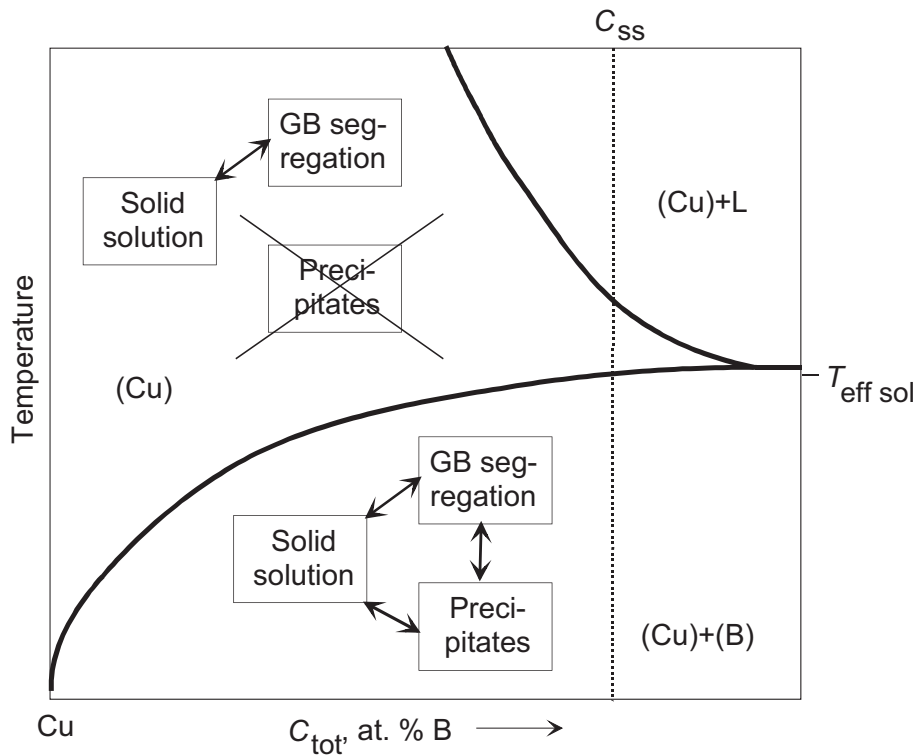 C_ss
GB seg-
regation
Solid
solution
(Cu)+L
Preci-
pitates
Temperature
(Cu)
T_eff sol
GB seg-
regation
Solid
solution
Preci-
pitates
(Cu)+(B)
Cu
C_tot, at. % B